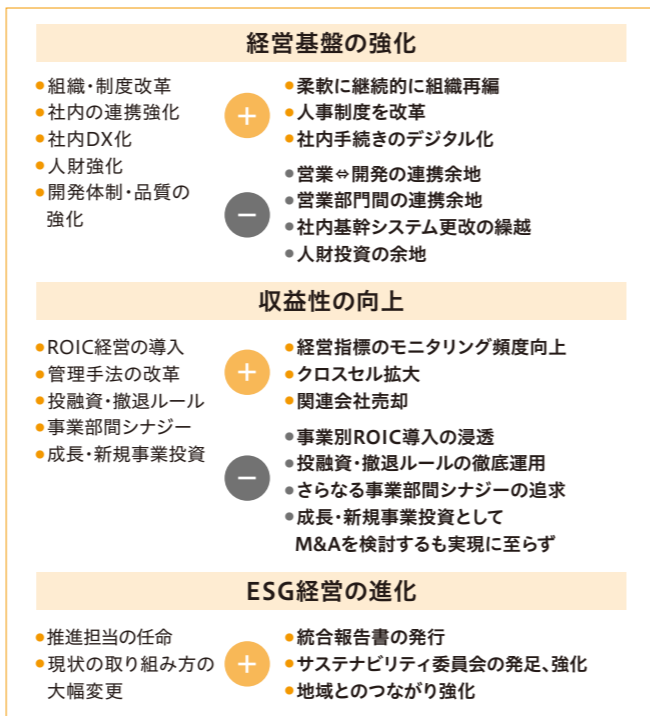 経営基盤の強化
●組織・制度改革
●社内の連携強化
●社内DX化
●人財強化
●開発体制・品質の
強化
+
●柔軟に継続的に組織再編
●人事制度を改革
●社内手続きのデジタル化
−
●営業⇔開発の連携余地
●営業部門間の連携余地
●社内基幹システム更改の繰越
●人財投資の余地
収益性の向上
●ROIC経営の導入
●管理手法の改革
●投融資・撤退ルール
●事業部間シナジー
●成長・新規事業投資
+
●経営指標のモニタリング頻度向上
●クロスセル拡大
●関連会社売却
−
●事業別ROIC導入の浸透
●投融資・撤退ルールの徹底運用
●さらなる事業部間シナジーの追求
●成長・新規事業投資として
M&Aを検討するも実現に至らず
ESG経営の進化
●推進担当の任命
●現状の取り組み方の
大幅変更
+
●統合報告書の発行
●サステナビリティ委員会の発足、強化
●地域とのつながり強化